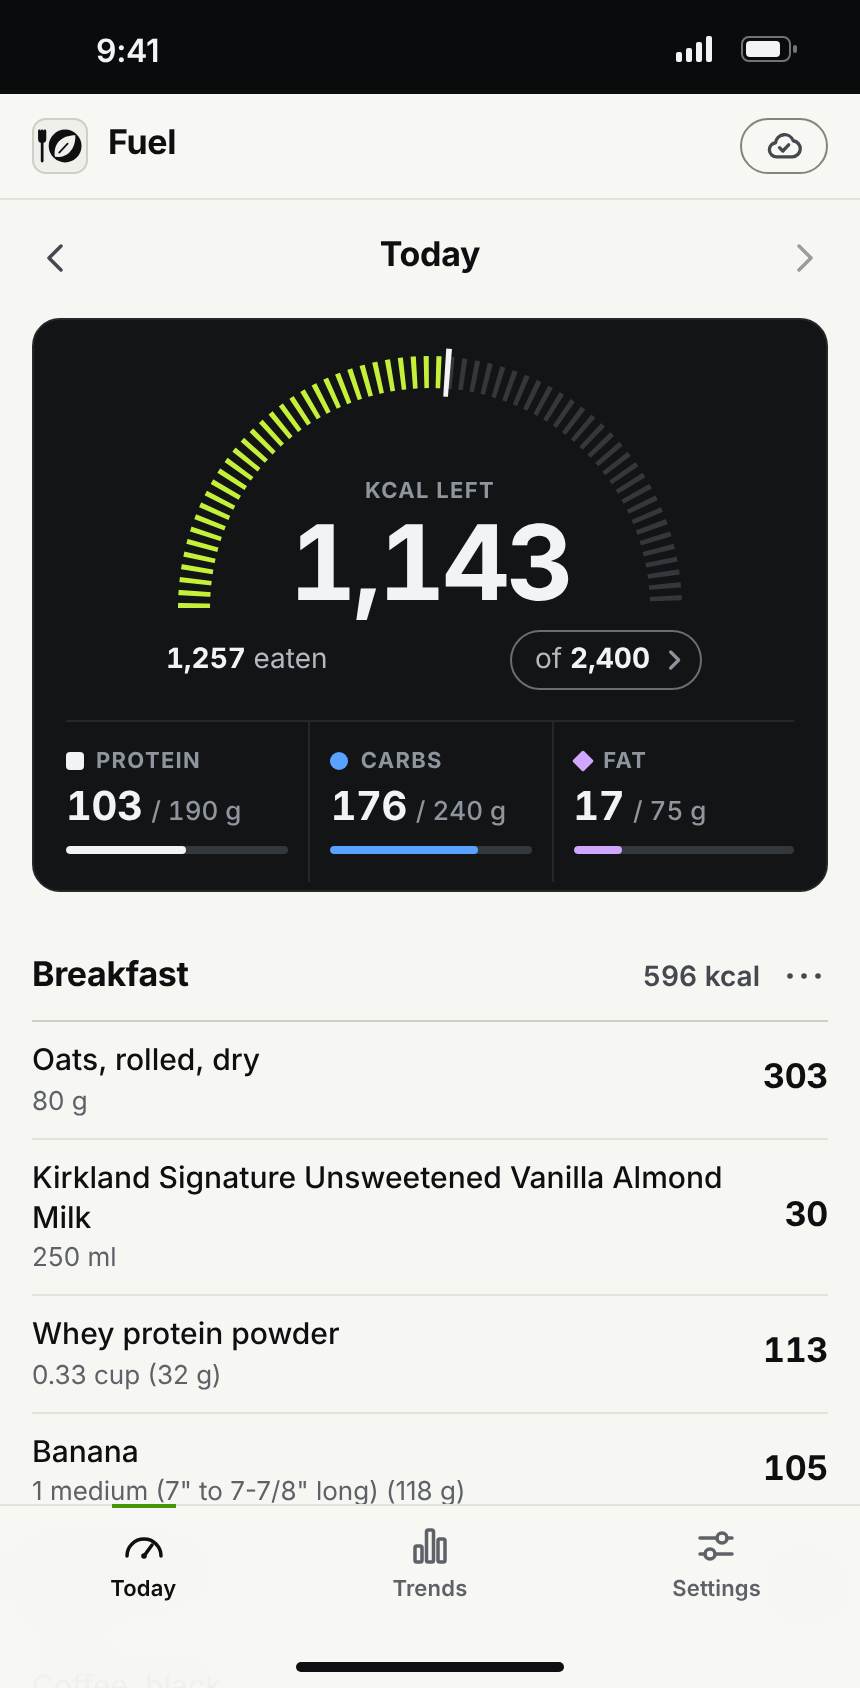 9:41
Fuel
Today
KCAL LEFT
1,143
1,257 eaten
of 2,400
PROTEIN
103 / 190 g
CARBS
176 / 240 g
FAT
17 / 75 g
Breakfast
596 kcal
Oats, rolled, dry
80 g
303
Kirkland Signature Unsweetened Vanilla Almond
Milk
250 ml
30
Whey protein powder
0.33 cup (32 g)
113
Banana
1 medium (7" to 7-7/8" long) (118 g)
105
Today
Trends
Settings
Coffee, black